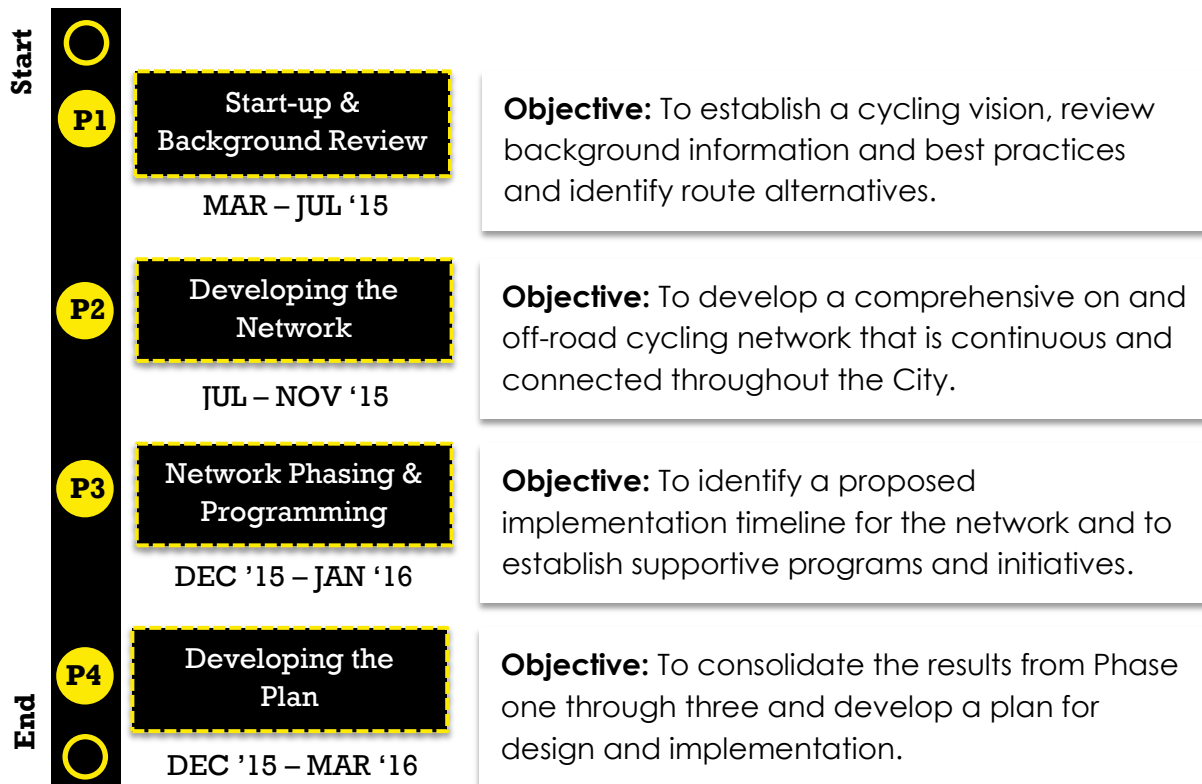 Start
P1
Start-up &
Background Review
MAR – JUL ‘15
Objective: To establish a cycling vision, review
background information and best practices
and identify route alternatives.
P2
Developing the
Network
JUL – NOV ‘15
Objective: To develop a comprehensive on and
off-road cycling network that is continuous and
connected throughout the City.
P3
Network Phasing &
Programming
DEC ’15 – JAN ‘16
Objective: To identify a proposed
implementation timeline for the network and to
establish supportive programs and initiatives.
P4
Developing the
Plan
DEC ’15 – MAR ‘16
Objective: To consolidate the results from Phase
one through three and develop a plan for
design and implementation.
End